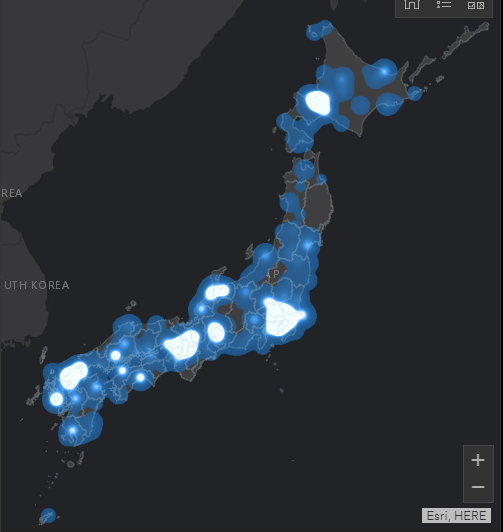 REA
P
UTH KOREA
+
−
Esri, HERE